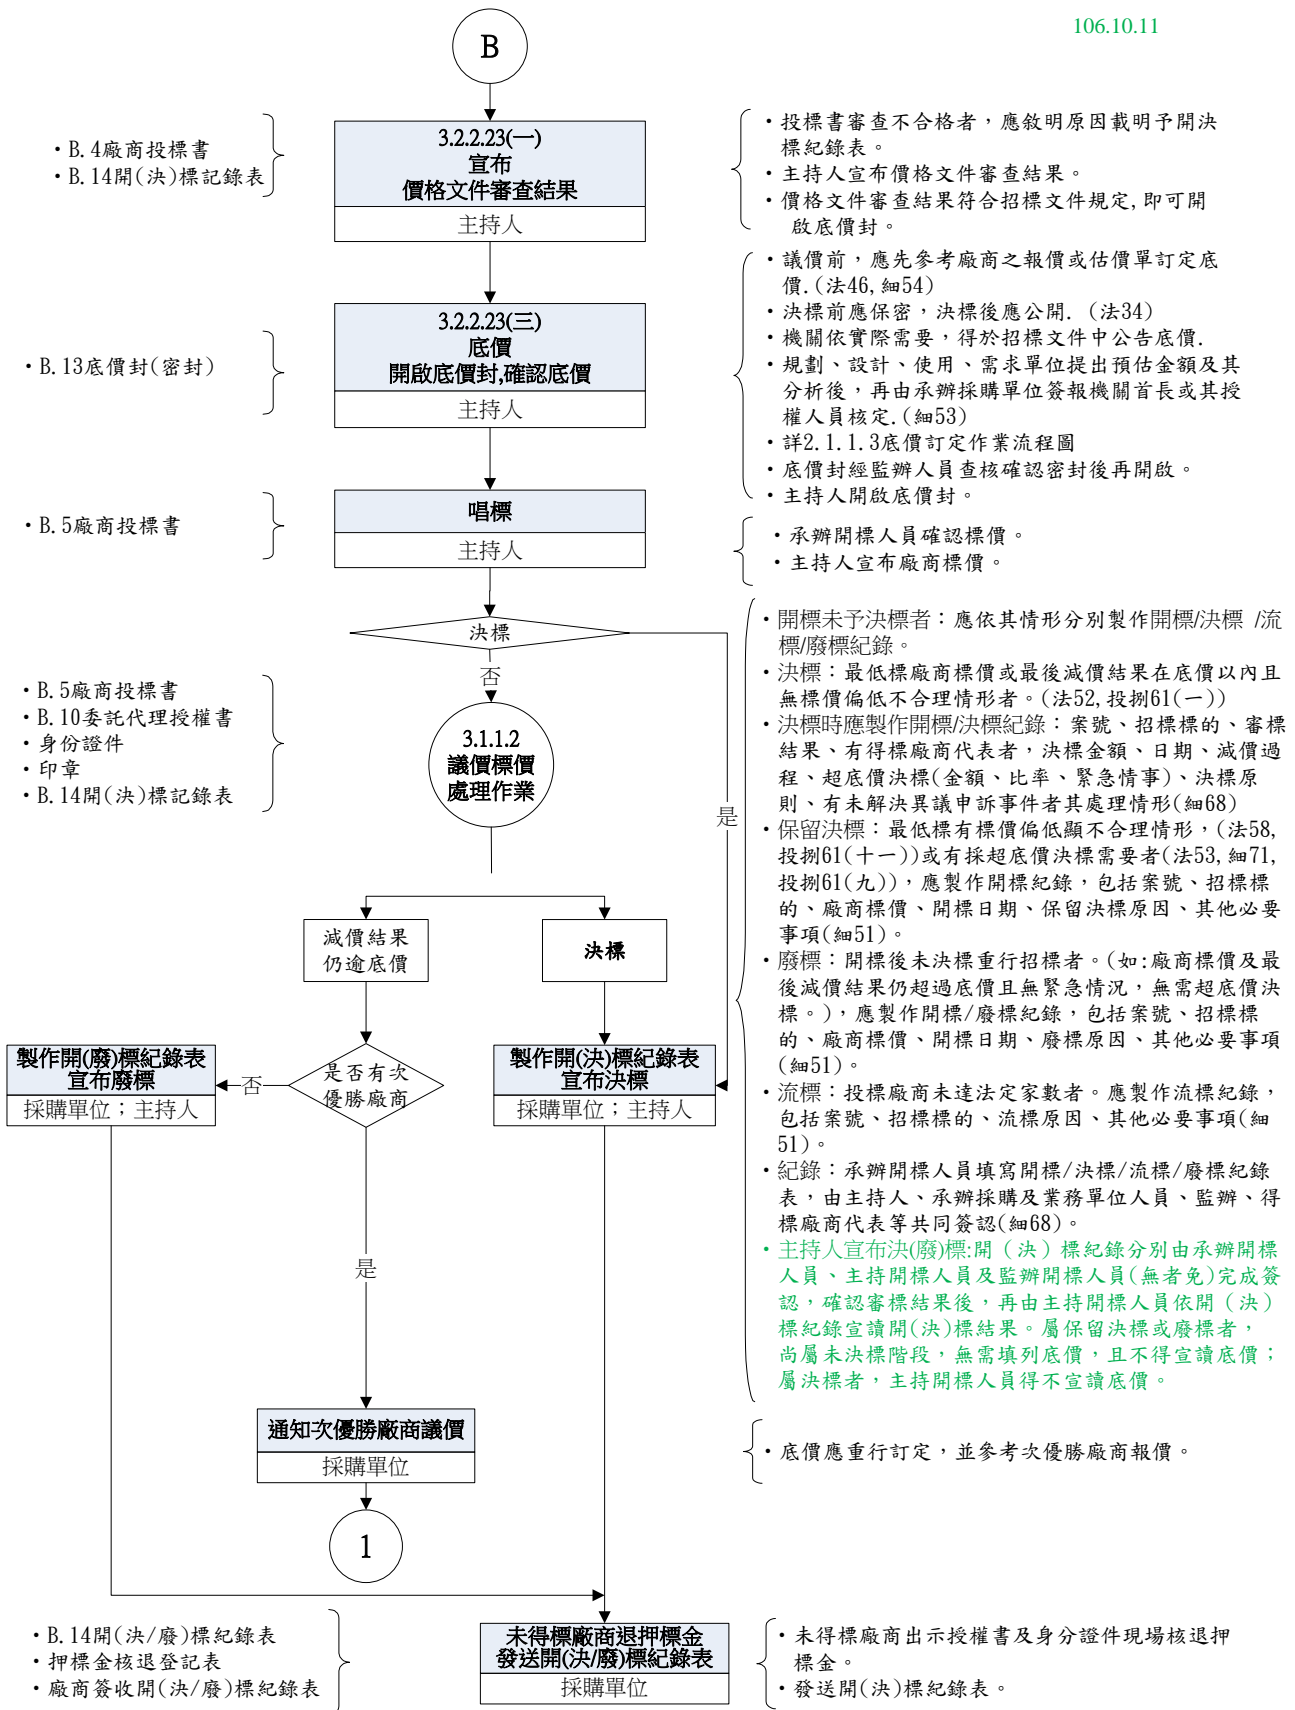 106.10.11
B
・B.4廠商投標書
・B.14開(決)標記錄表
3.2.2.23(一)
宣布
價格文件審查結果
主持人
・投標書審查不合格者，應敘明原因載明予開決
標紀錄表。
・主持人宣布價格文件審查結果。
・價格文件審查結果符合招標文件規定,即可開
啟底價封。
・B.13底價封(密封)
3.2.2.23(三)
底價
開啟底價封,確認底價
主持人
・議價前，應先參考廠商之報價或估價單訂定底
價.(法46,細54)
・決標前應保密，決標後應公開. (法34)
・機關依實際需要，得於招標文件中公告底價.
・規劃、設計、使用、需求單位提出預估金額及其
分析後，再由承辦採購單位簽報機關首長或其授
權人員核定.(細53)
・詳2.1.1.3底價訂定作業流程圖
・底價封經監辦人員查核確認密封後再開啟。
・主持人開啟底價封。
・B.5廠商投標書
唱標
主持人
・承辦開標人員確認標價。
・主持人宣布廠商標價。
決標
否
是
・B.5廠商投標書
・B.10委託代理授權書
・身份證件
・印章
・B.14開(決)標記錄表
3.1.1.2
議價標價
處理作業
・開標未予決標者：應依其情形分別製作開標/決標 /流
標/廢標紀錄。
・決標：最低標廠商標價或最後減價結果在底價以內且
無標價偏低不合理情形者。(法52,投捌61(一))
・決標時應製作開標/決標紀錄：案號、招標標的、審標
結果、有得標廠商代表者，決標金額、日期、減價過
程、超底價決標(金額、比率、緊急情事)、決標原
則、有未解決異議申訴事件者其處理情形(細68)
・保留決標：最低標有標價偏低顯不合理情形，(法58,
投捌61(十一))或有採超底價決標需要者(法53,細71,
投捌61(九))，應製作開標紀錄，包括案號、招標標
的、廠商標價、開標日期、保留決標原因、其他必要
事項(細51)。
・廢標：開標後未決標重行招標者。(如:廠商標價及最
後減價結果仍超過底價且無緊急情況，無需超底價決
標。)，應製作開標/廢標紀錄，包括案號、招標標
的、廠商標價、開標日期、廢標原因、其他必要事項
(細51)。
・流標：投標廠商未達法定家數者。應製作流標紀錄，
包括案號、招標標的、流標原因、其他必要事項(細
51)。
・紀錄：承辦開標人員填寫開標/決標/流標/廢標紀錄
表，由主持人、承辦採購及業務單位人員、監辦、得
標廠商代表等共同簽認(細68)。
・主持人宣布決(廢)標:開（決）標紀錄分別由承辦開標
人員、主持開標人員及監辦開標人員(無者免)完成簽
認，確認審標結果後，再由主持開標人員依開（決）
標紀錄宣讀開(決)標結果。屬保留決標或廢標者，
尚屬未決標階段，無需填列底價，且不得宣讀底價；
屬決標者，主持開標人員得不宣讀底價。
減價結果
仍逾底價
決標
製作開(廢)標紀錄表
宣布廢標
採購單位；主持人
否
是否有次
優勝廠商
製作開(決)標紀錄表
宣布決標
採購單位；主持人
是
通知次優勝廠商議價
採購單位
・底價應重行訂定，並參考次優勝廠商報價。
1
・B.14開(決/廢)標紀錄表
・押標金核退登記表
・廠商簽收開(決/廢)標紀錄表
未得標廠商退押標金
發送開(決/廢)標紀錄表
採購單位
・未得標廠商出示授權書及身分證件現場核退押
標金。
・發送開(決)標紀錄表。